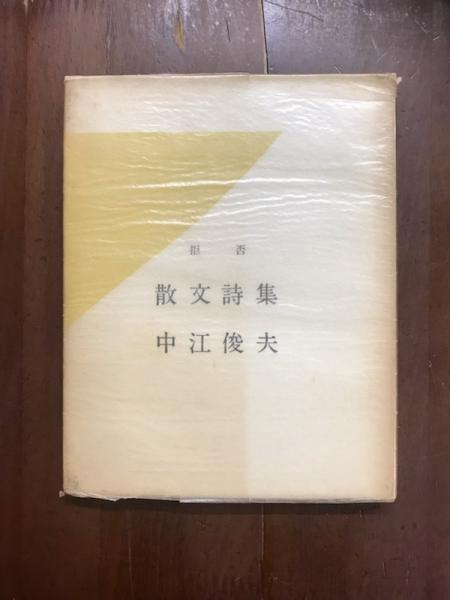 拒 否
散文詩集
中江俊夫